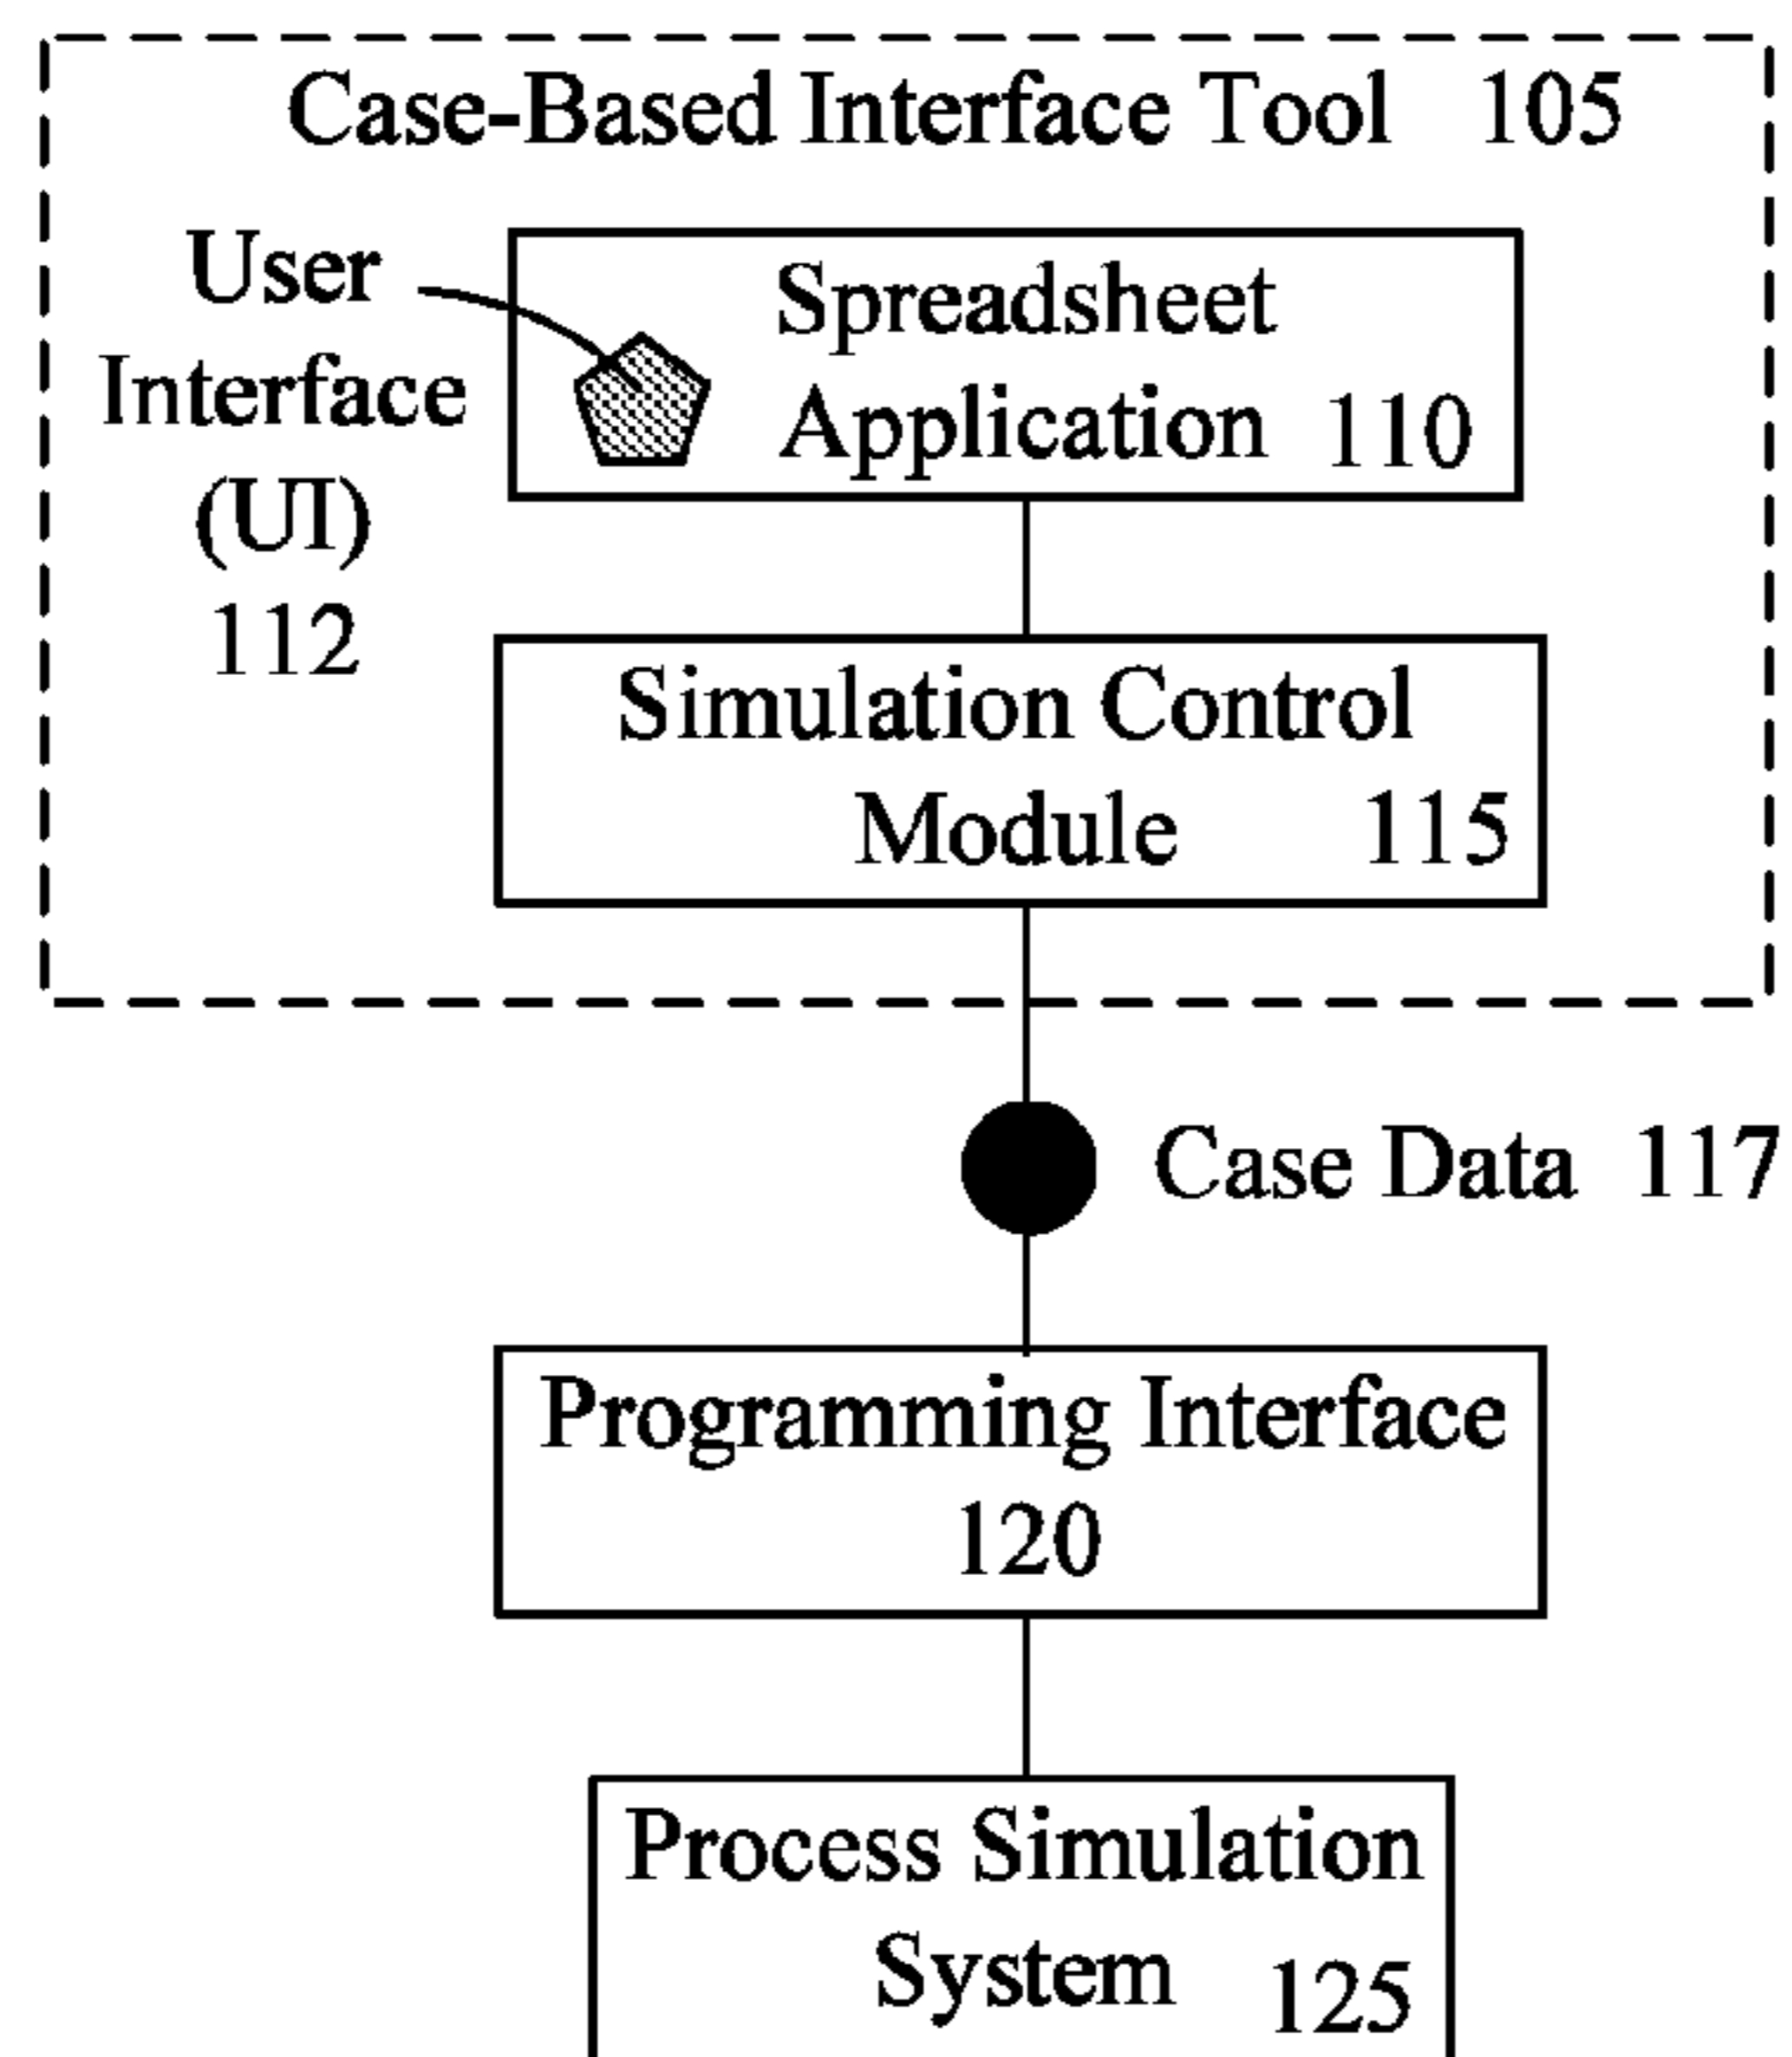 Case-Based Interface Tool 105
User
Interface
(UI)
112
Spreadsheet
Application 110
Simulation Control
Module 115
Case Data 117
Programming Interface
120
Process Simulation
System 125